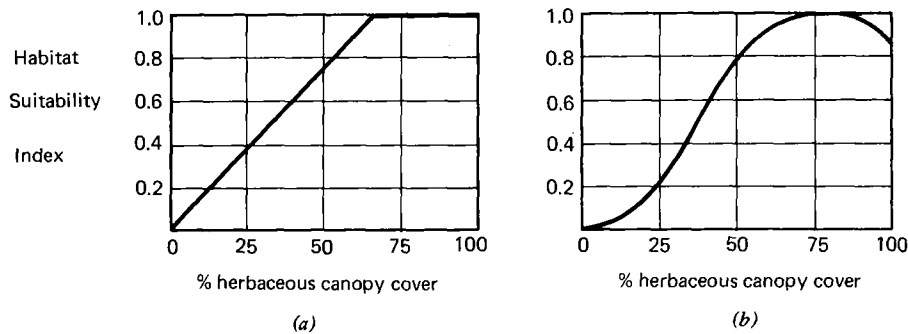 Habitat
Suitability
Index
1.0
0.8
0.6
0.4
0.2
0 25 50 75 100
% herbaceous canopy cover
(a)
1.0
0.8
0.6
0.4
0.2
0 25 50 75 100
% herbaceous canopy cover
(b)